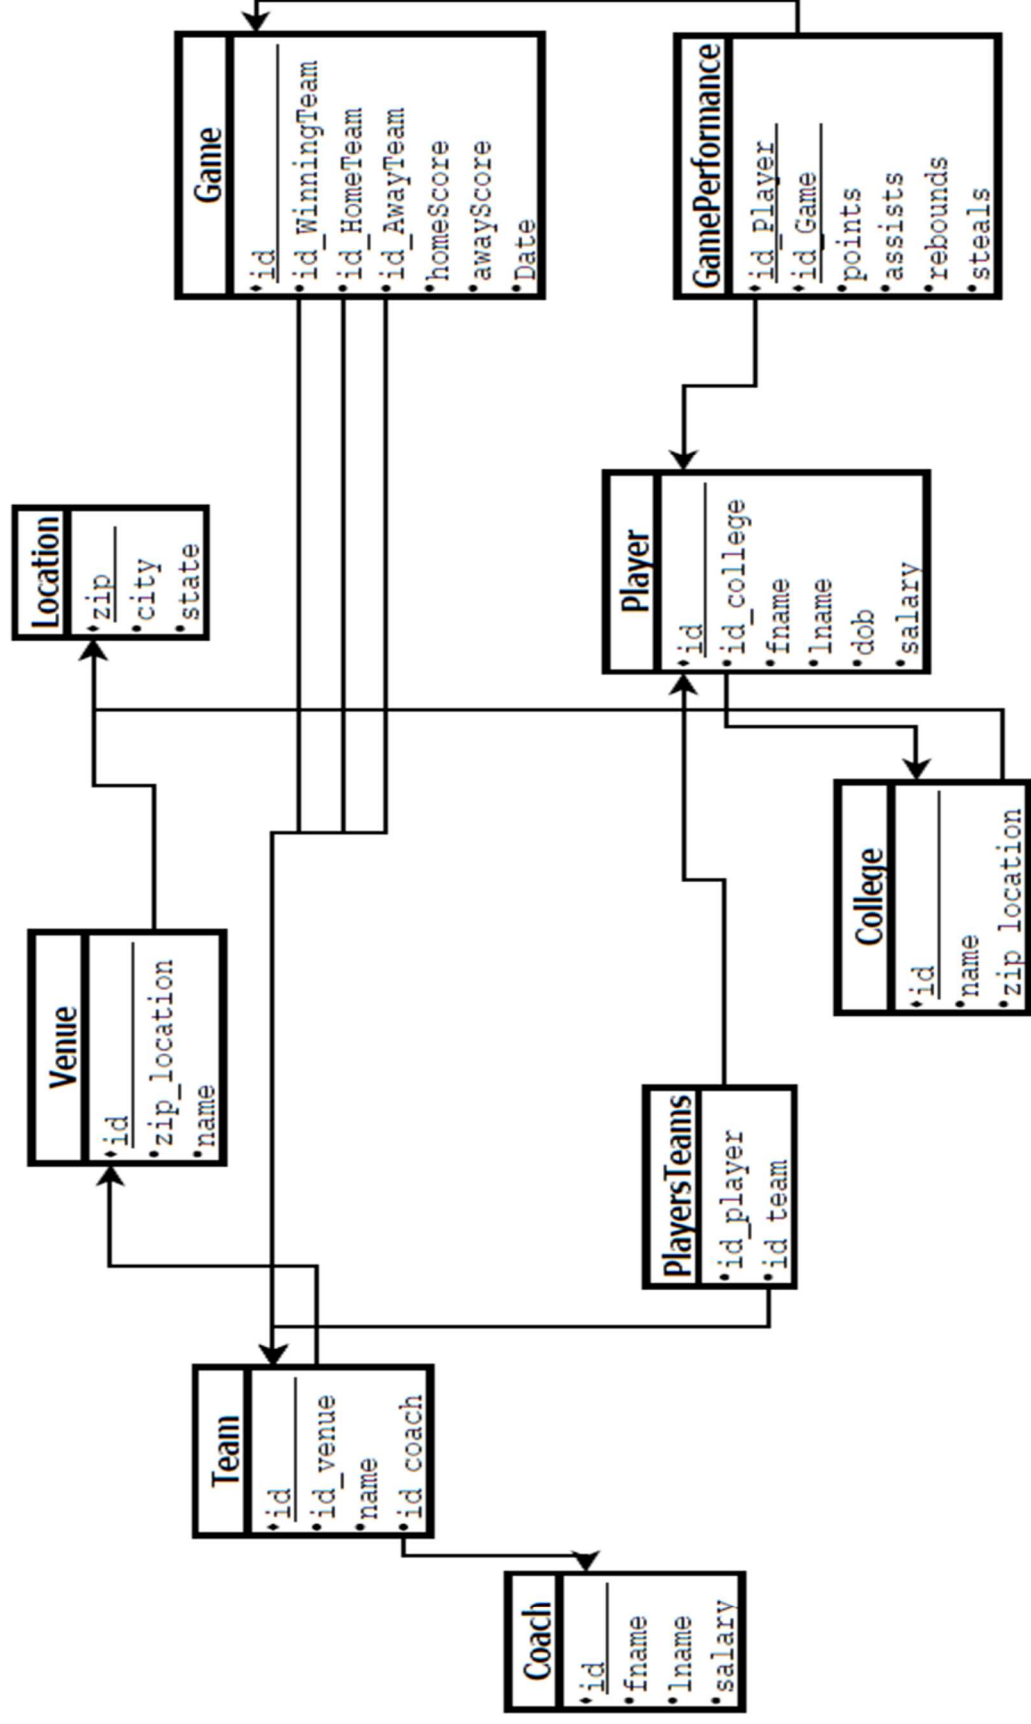 Coach
id
fname
lname
salary
Team
id
id_venue
name
id_coach
Venue
id
zip_location
name
Location
zip
city
state
Game
id
id_WinningTeam
id_HomeTeam
id_AwayTeam
homeScore
awayScore
Date
PlayersTeams
id_player
id_team
College
id
name
zip_location
Player
id
id_college
fname
lname
dob
salary
GamePerformance
id_Player
id_Game
points
assists
rebounds
steals